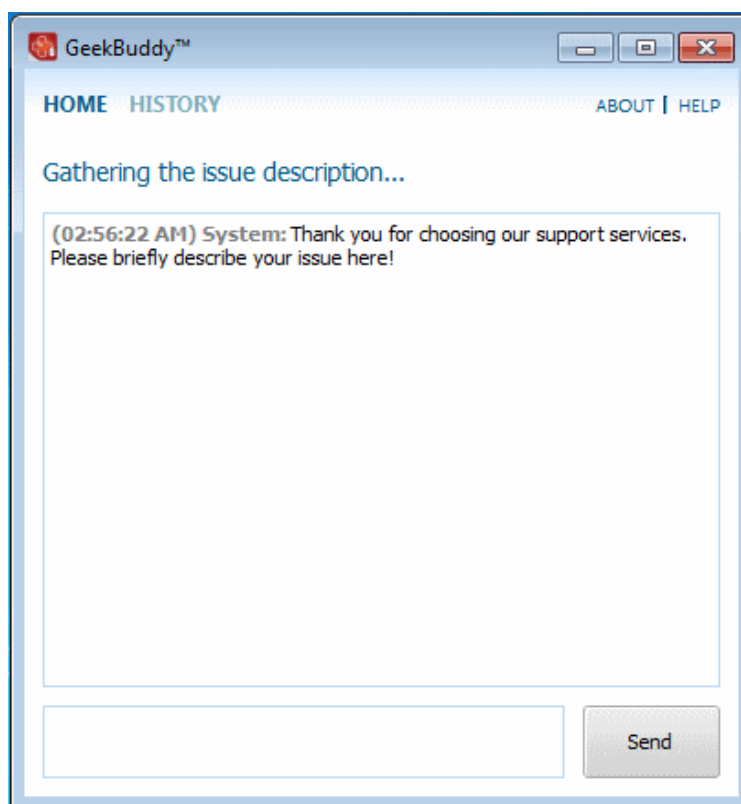 GeekBuddy™
HOME HISTORY ABOUT | HELP
Gathering the issue description...
(02:56:22 AM) System: Thank you for choosing our support services.
Please briefly describe your issue here!
Send